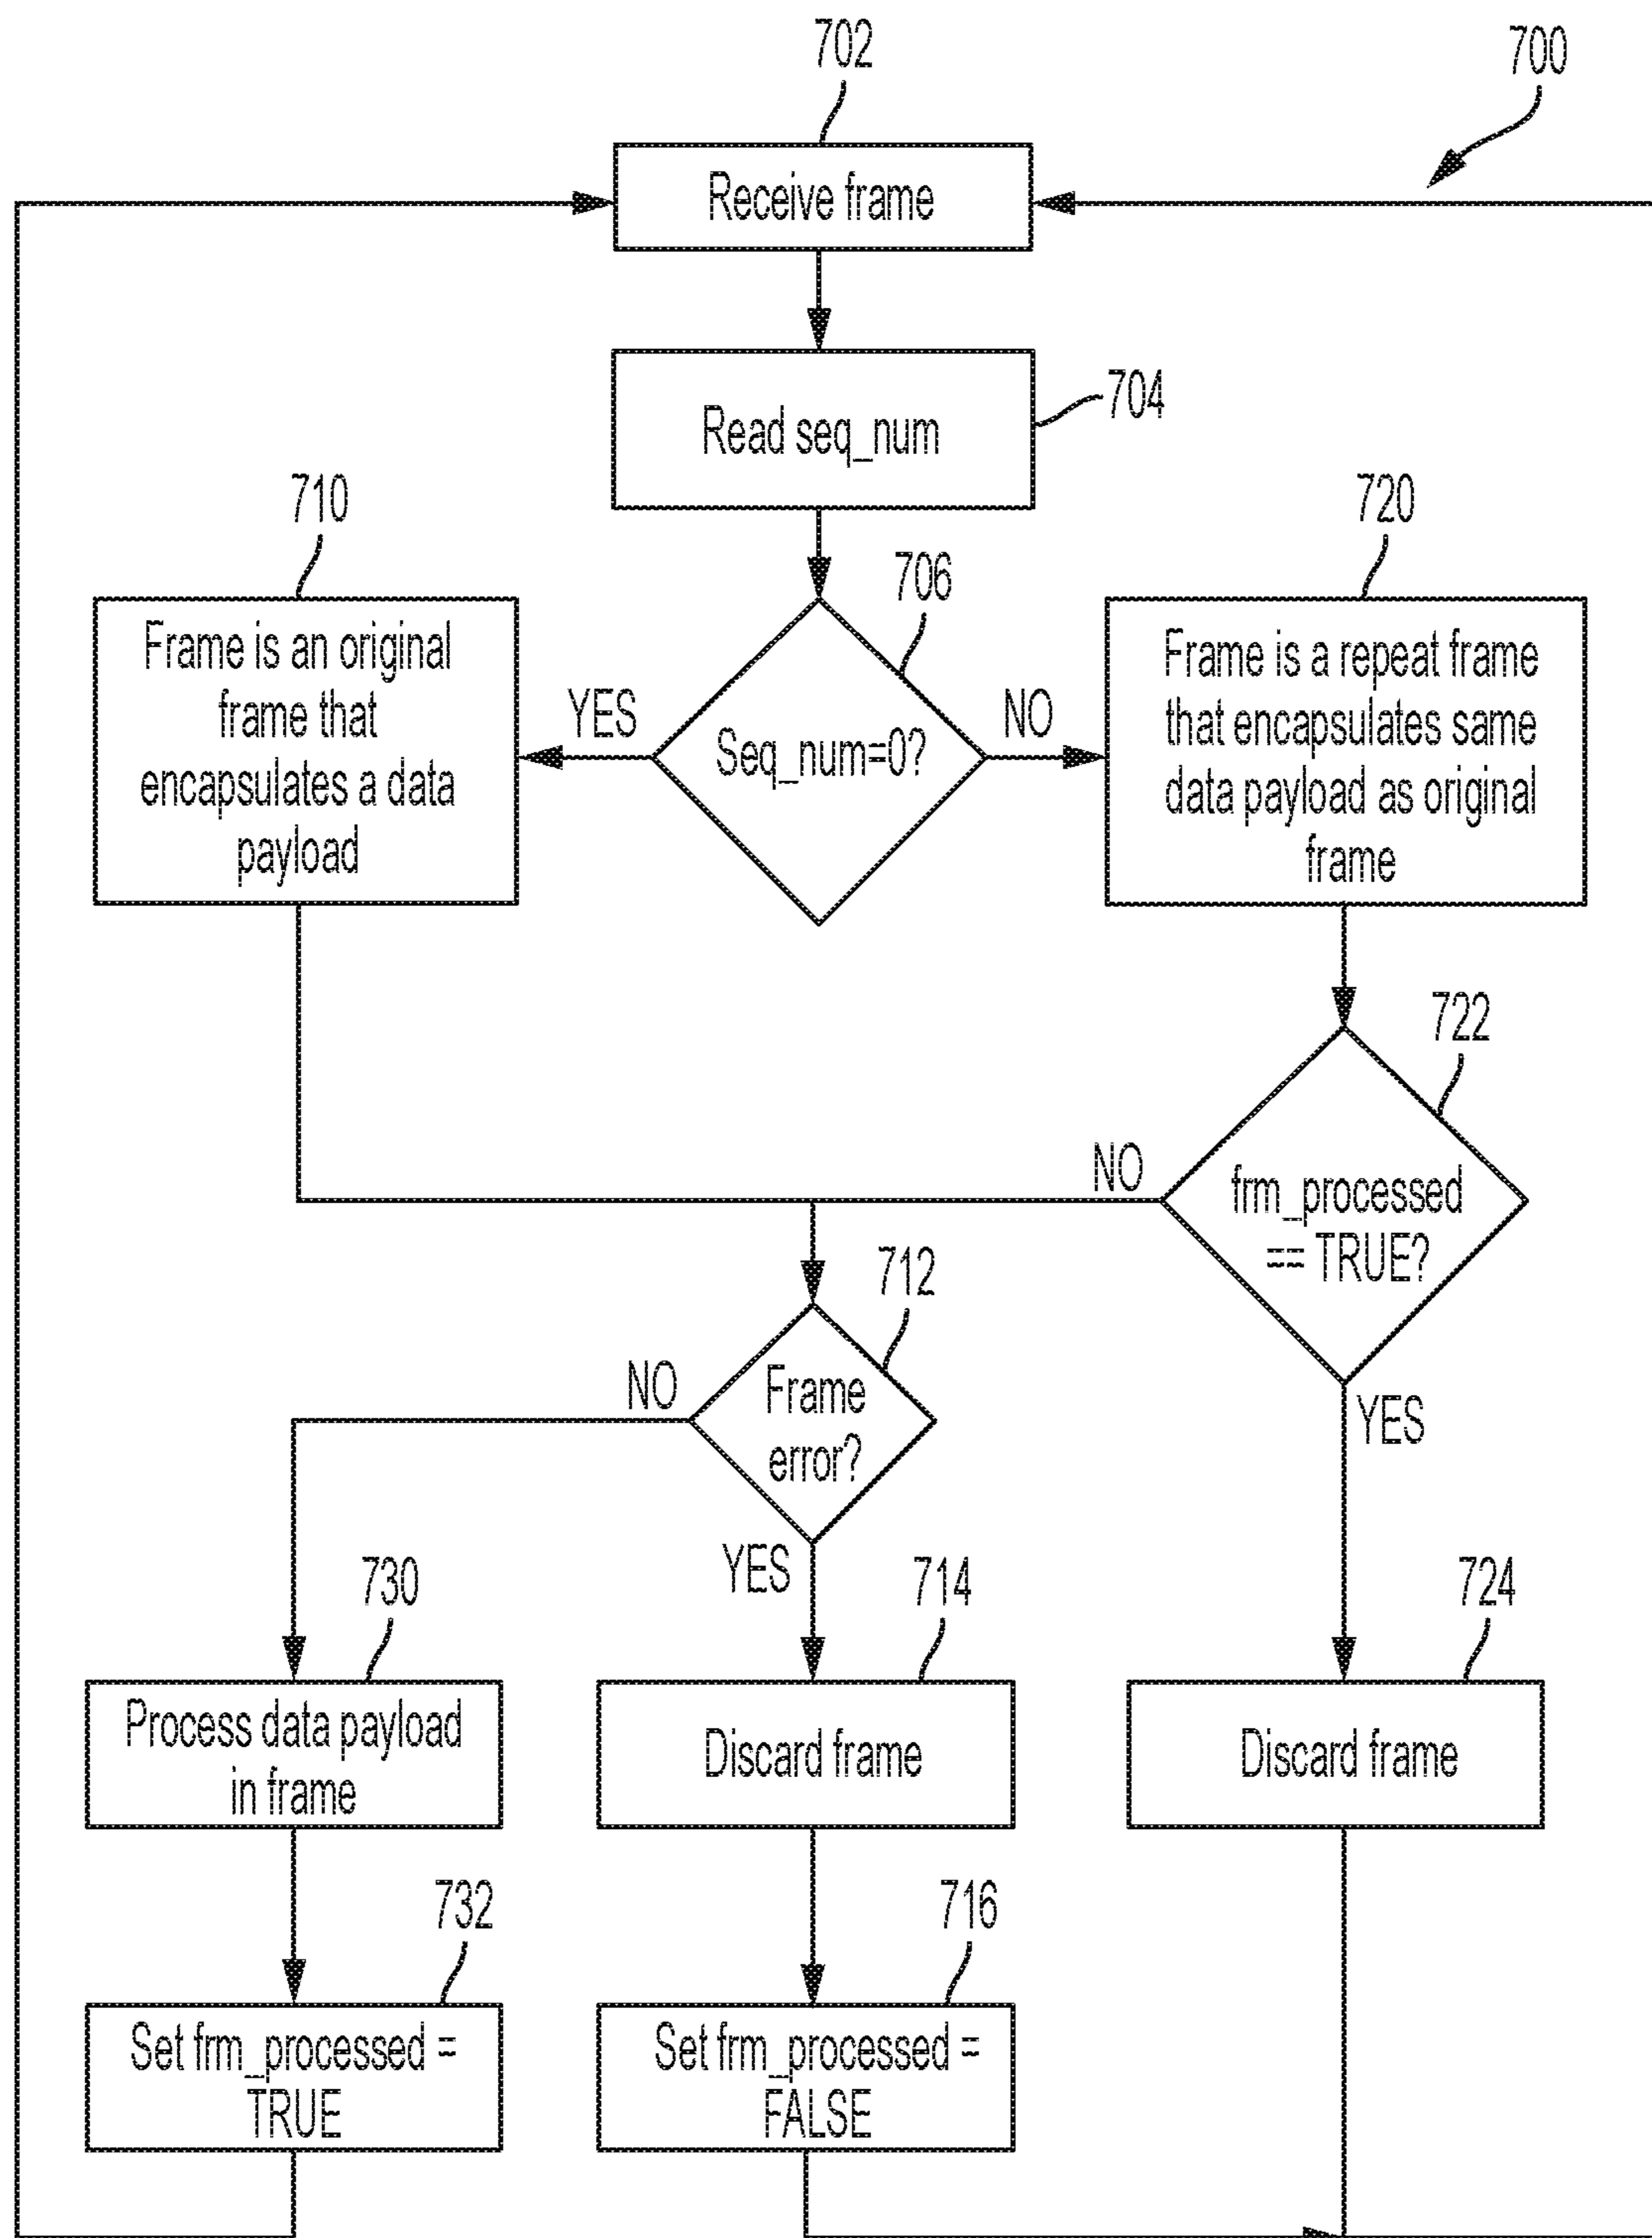 702
700
Receive frame
704
Read seq_num
710
720
706
Frame is an original
frame that
encapsulates a data
payload
YES
Seq_num=0?
NO
Frame is a repeat frame
that encapsulates same
data payload as original
frame
722
NO
frm_processed
== TRUE?
712
NO
Frame
error?
YES
YES
730
714
724
Process data payload
in frame
Discard frame
Discard frame
732
716
Set frm_processed =
TRUE
Set frm_processed =
FALSE